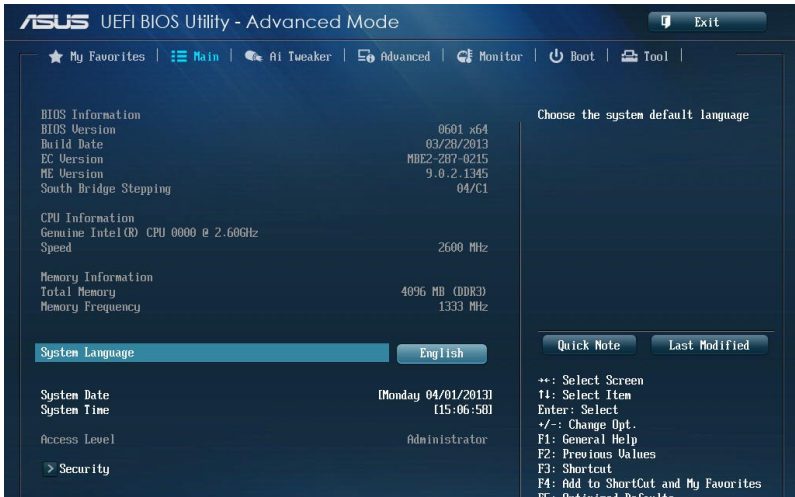 ASUS UEFI BIOS Utility - Advanced Mode
Exit
My Favorites | Main | Ai Tweaker | Advanced | Monitor | Boot | Tool |
BIOS Information
BIOS Version 0601 x64
Build Date 03/28/2013
EC Version MBE2-Z87-0215
ME Version 9.0.2.1345
South Bridge Stepping 04/C1
CPU Information
Genuine Intel(R) CPU 0000 @ 2.60GHz
Speed 2600 MHz
Memory Information
Total Memory 4096 MB (DDR3)
Memory Frequency 1333 MHz
System Language English
System Date [Monday 04/01/2013]
System Time [15:06:58]
Access Level Administrator
> Security
Choose the system default language
Quick Note Last Modified
→←: Select Screen
↑↓: Select Item
Enter: Select
+/-: Change Opt.
F1: General Help
F2: Previous Values
F3: Shortcut
F4: Add to ShortCut and My Favorites
F5: Optimized Defaults